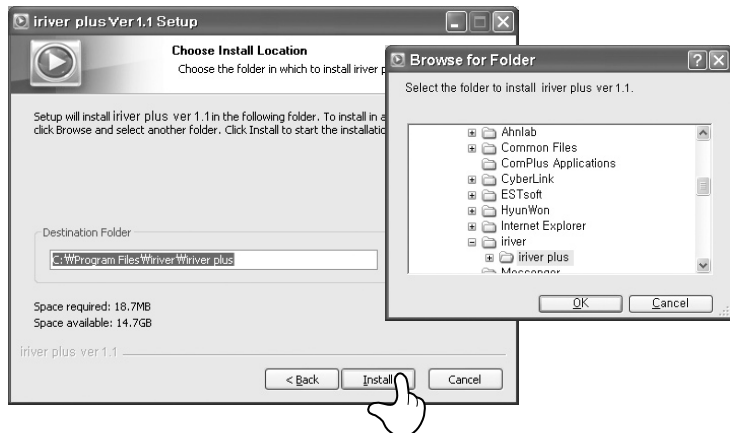 iriver plus Ver 1.1 Setup
Choose Install Location
Choose the folder in which to install iriver
Setup will install iriver plus ver 1.1 in the following folder. To install in a
click Browse and select another folder. Click Install to start the installatio
Destination Folder
C:₩Program Files₩iriver₩iriver plus
Space required: 18.7MB
Space available: 14.7GB
iriver plus ver 1.1
< Back
Install
Cancel
Browse for Folder
Select the folder to install iriver plus ver 1.1.
Ahnlab
Common Files
ComPlus Applications
CyberLink
ESTsoft
HyunWon
Internet Explorer
iriver
iriver plus
Messenger
OK
Cancel